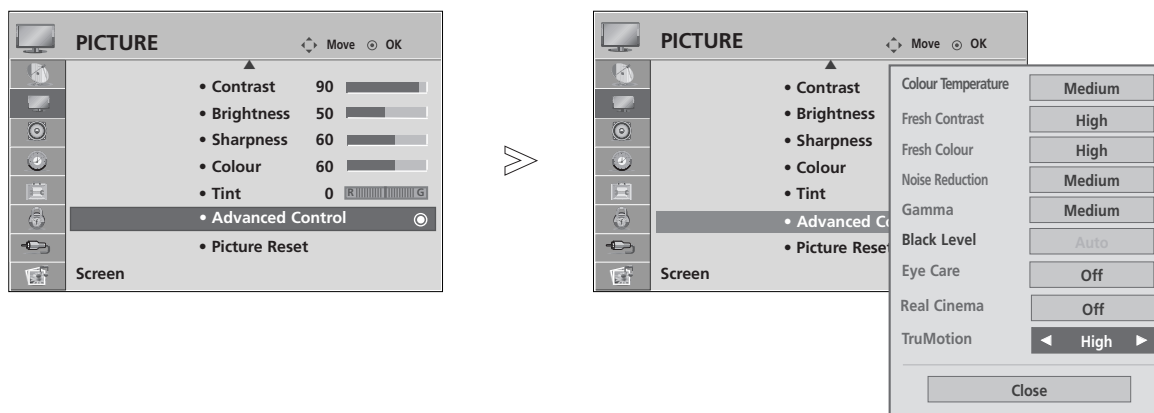 PICTURE Move OK
• Contrast 90
• Brightness 50
• Sharpness 60
• Colour 60
• Tint 0 R G
• Advanced Control
• Picture Reset
Screen
PICTURE Move OK
• Contrast
• Brightness
• Sharpness
• Colour
• Tint
• Advanced Co
• Picture Reset
Screen
Colour Temperature Medium
Fresh Contrast High
Fresh Colour High
Noise Reduction Medium
Gamma Medium
Black Level Auto
Eye Care Off
Real Cinema Off
TruMotion High
Close